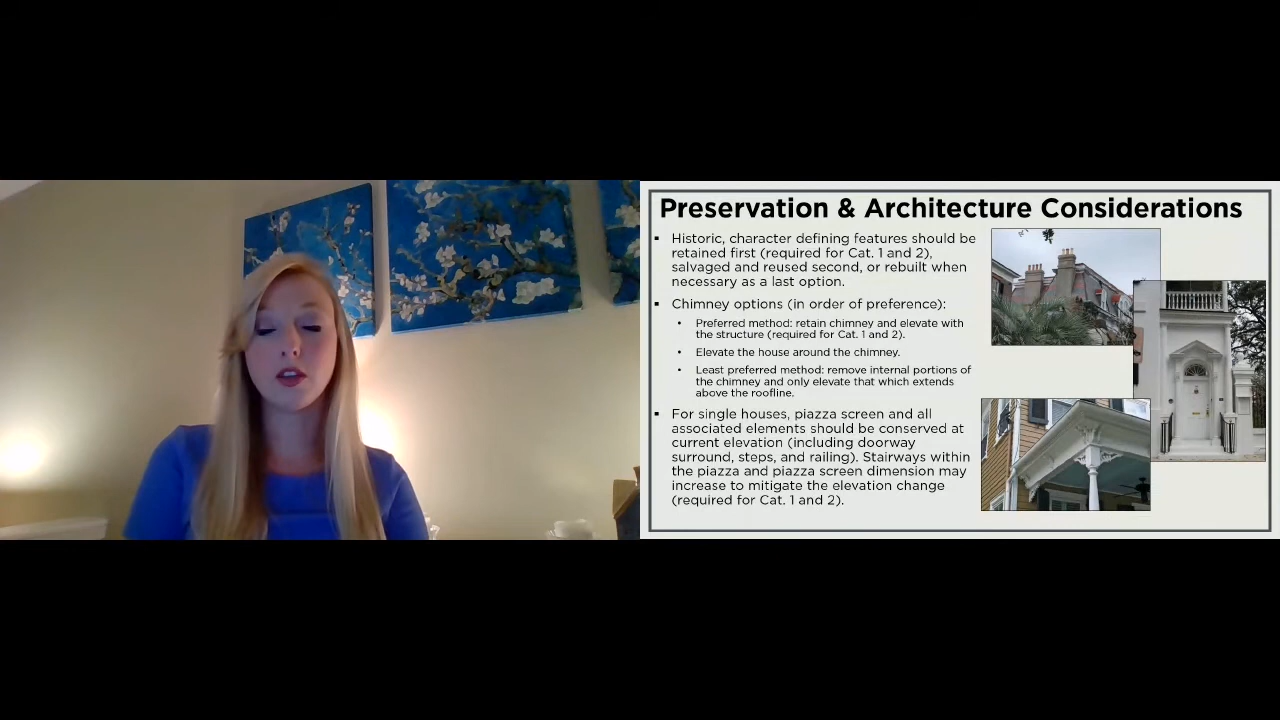 Preservation & Architecture Considerations
▪ Historic, character defining features should be
retained first (required for Cat. 1 and 2),
salvaged and reused second, or rebuilt when
necessary as a last option.
▪ Chimney options (in order of preference):
• Preferred method: retain chimney and elevate with
the structure (required for Cat. 1 and 2).
• Elevate the house around the chimney.
• Least preferred method: remove internal portions of
the chimney and only elevate that which extends
above the roofline.
▪ For single houses, piazza screen and all
associated elements should be conserved at
current elevation (including doorway
surround, steps, and railing). Stairways within
the piazza and piazza screen dimension may
increase to mitigate the elevation change
(required for Cat. 1 and 2).